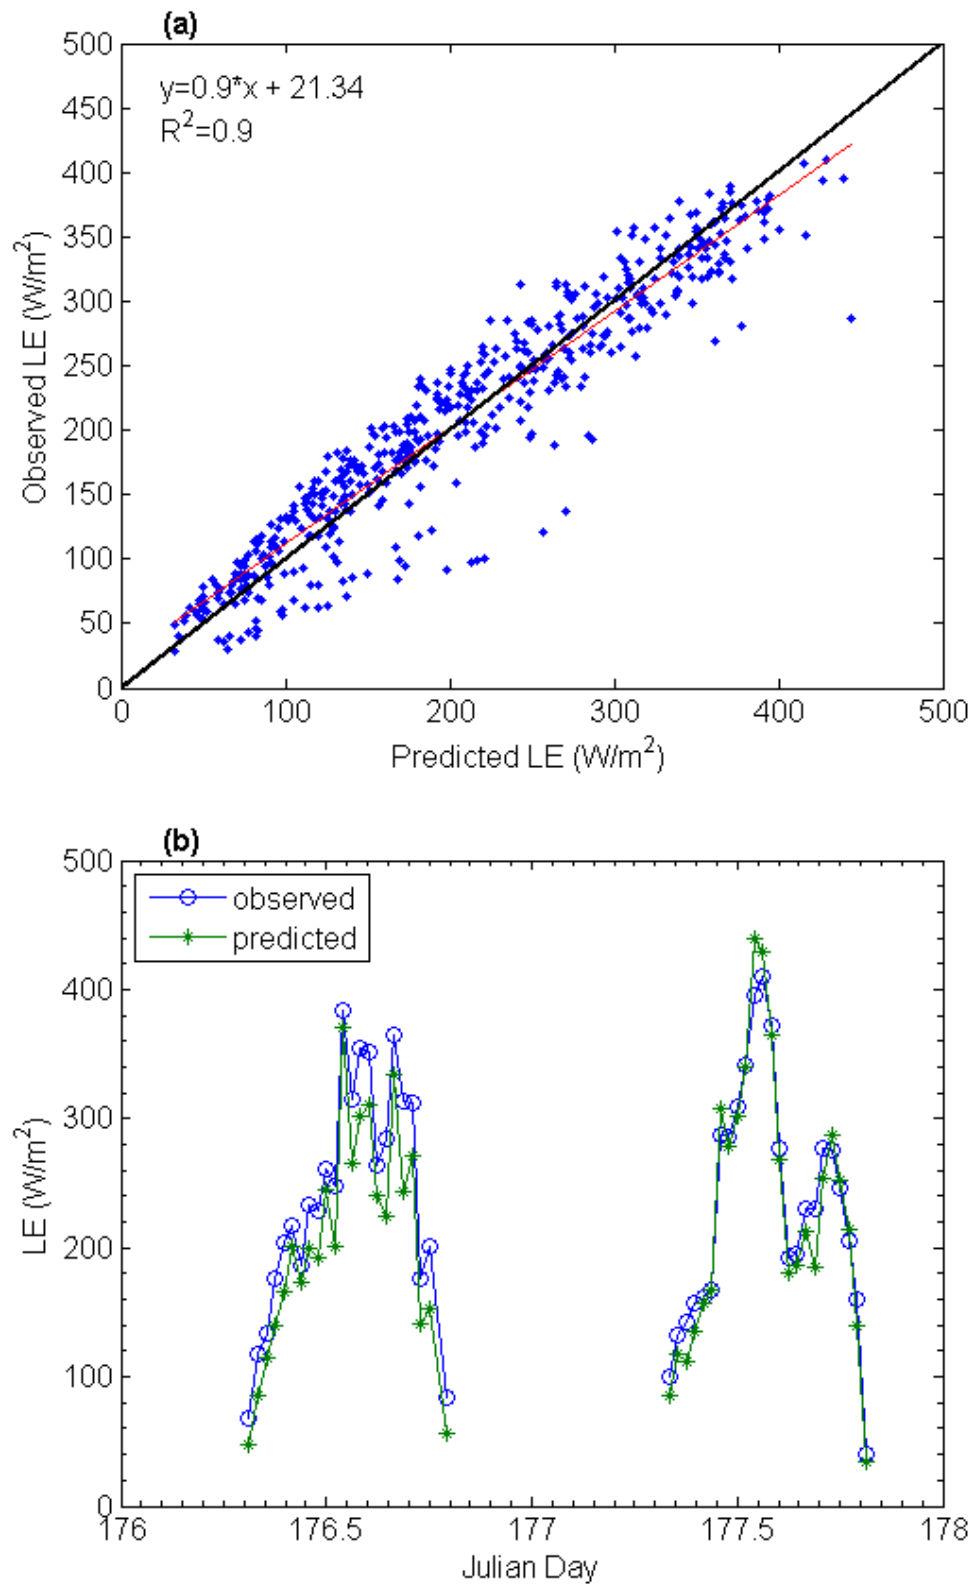 (a)
500
450
400
350
300
250
200
150
100
50
0
Observed LE (W/m²)
y=0.9*x + 21.34
R²=0.9
0 100 200 300 400 500
Predicted LE (W/m²)
(b)
500
400
300
200
100
0
LE (W/m²)
observed
predicted
176 176.5 177 177.5 178
Julian Day